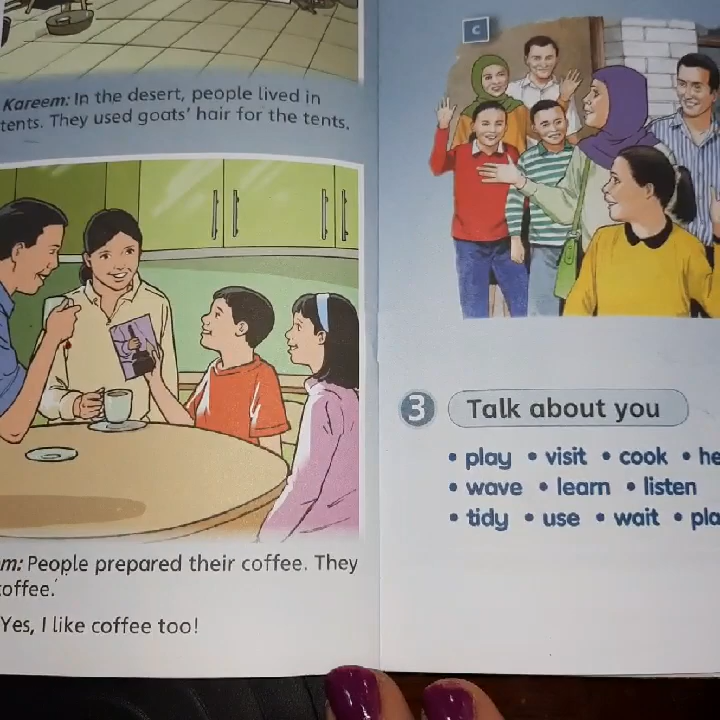 Kareem: In the desert, people lived in
tents. They used goats' hair for the tents.
m: People prepared their coffee. They
coffee.
Yes, I like coffee too!
C
3 Talk about you
• play • visit • cook • he
• wave • learn • listen
• tidy • use • wait • pla